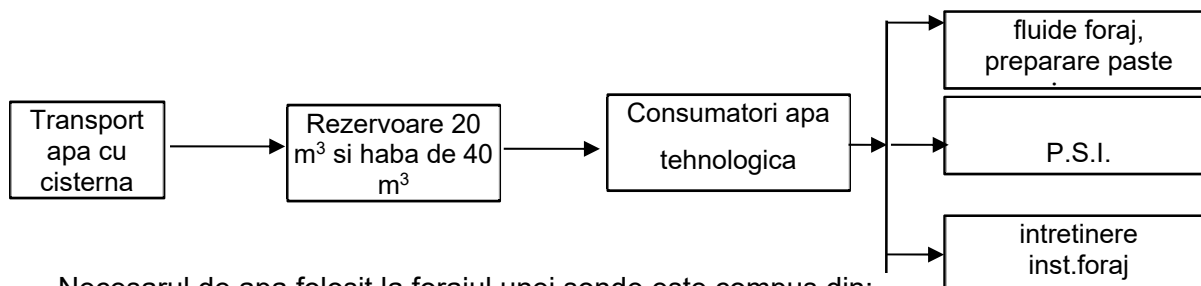 Transport
apa cu
cisterna
Rezervoare 20
m³ si haba de 40
m³
Consumatori apa
tehnologica
fluide foraj,
preparare paste
P.S.I.
intretinere
inst.foraj
Necesarul de apa folosit la forajul unei sonde este compus din: